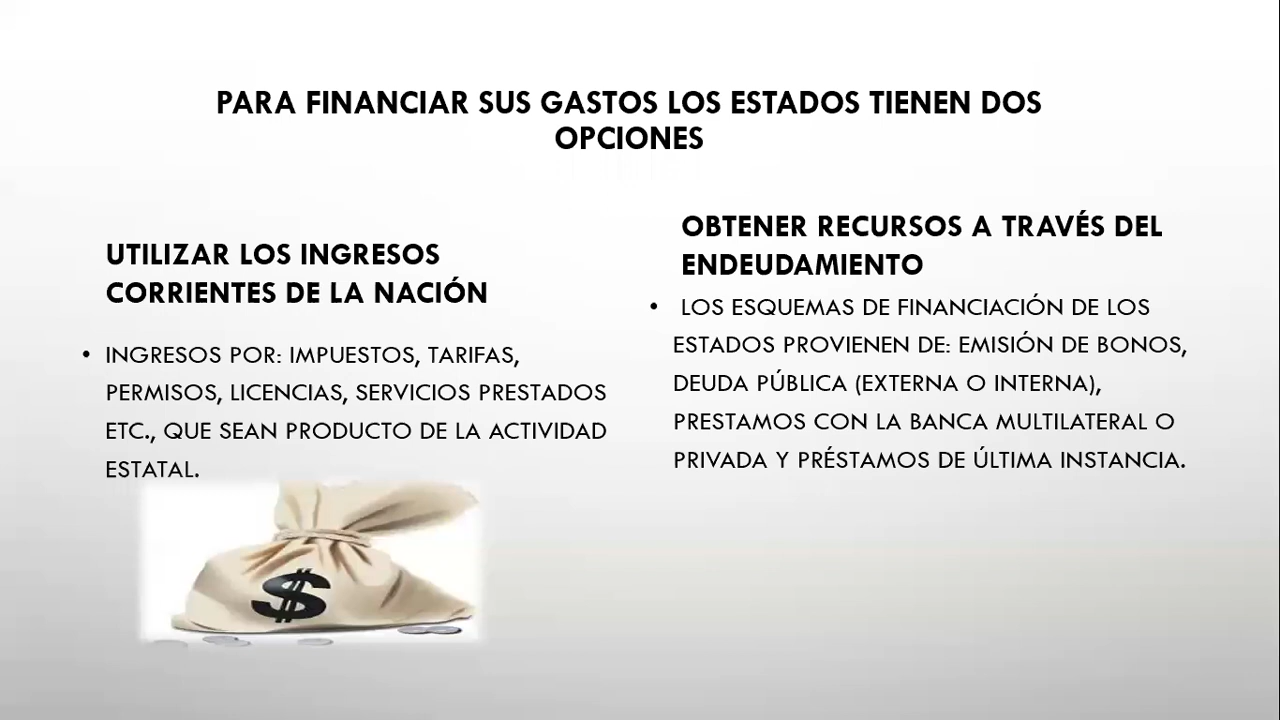 PARA FINANCIAR SUS GASTOS LOS ESTADOS TIENEN DOS
OPCIONES
UTILIZAR LOS INGRESOS
CORRIENTES DE LA NACIÓN
• INGRESOS POR: IMPUESTOS, TARIFAS,
PERMISOS, LICENCIAS, SERVICIOS PRESTADOS
ETC., QUE SEAN PRODUCTO DE LA ACTIVIDAD
ESTATAL.
$
OBTENER RECURSOS A TRAVÉS DEL
ENDEUDAMIENTO
• LOS ESQUEMAS DE FINANCIACIÓN DE LOS
ESTADOS PROVIENEN DE: EMISIÓN DE BONOS,
DEUDA PÚBLICA (EXTERNA O INTERNA),
PRESTAMOS CON LA BANCA MULTILATERAL O
PRIVADA Y PRÉSTAMOS DE ÚLTIMA INSTANCIA.